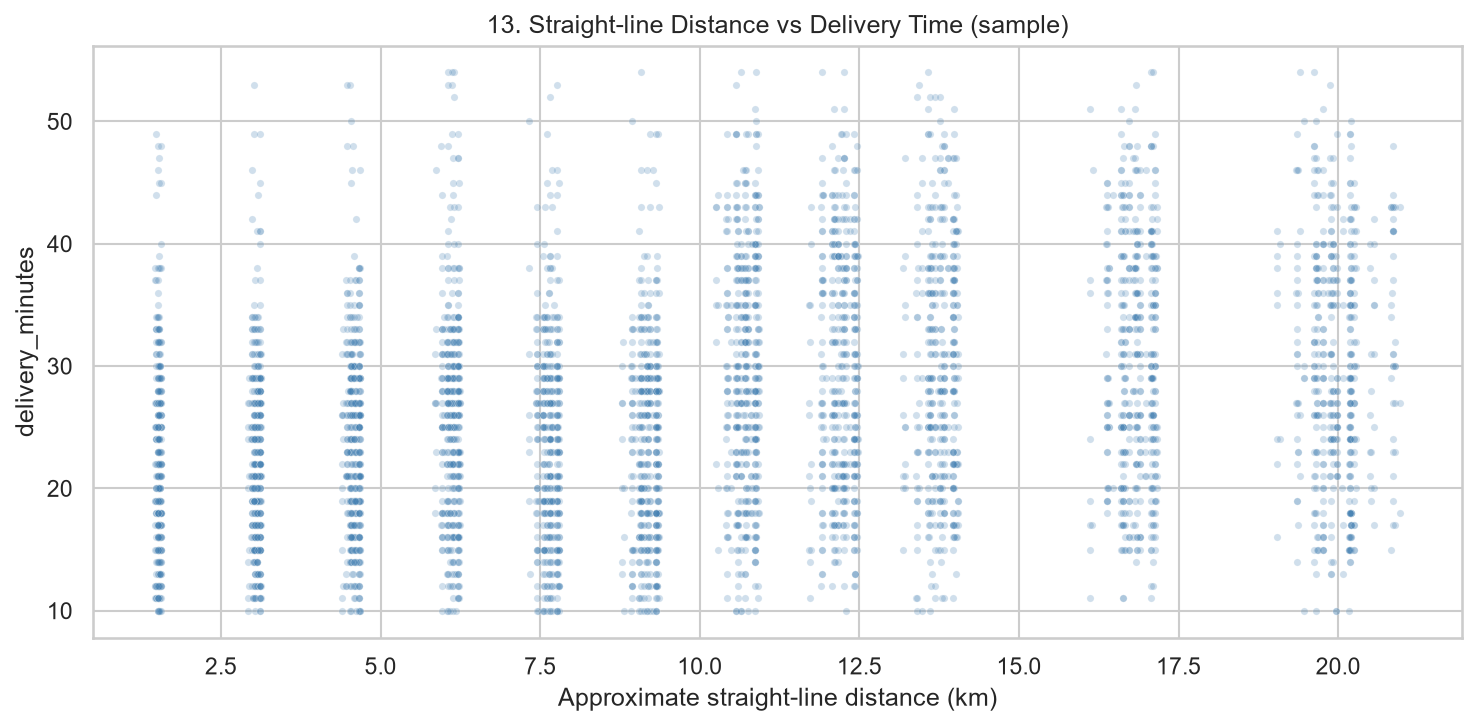 13. Straight-line Distance vs Delivery Time (sample)
delivery_minutes
50
40
30
20
10
2.5 5.0 7.5 10.0 12.5 15.0 17.5 20.0
Approximate straight-line distance (km)